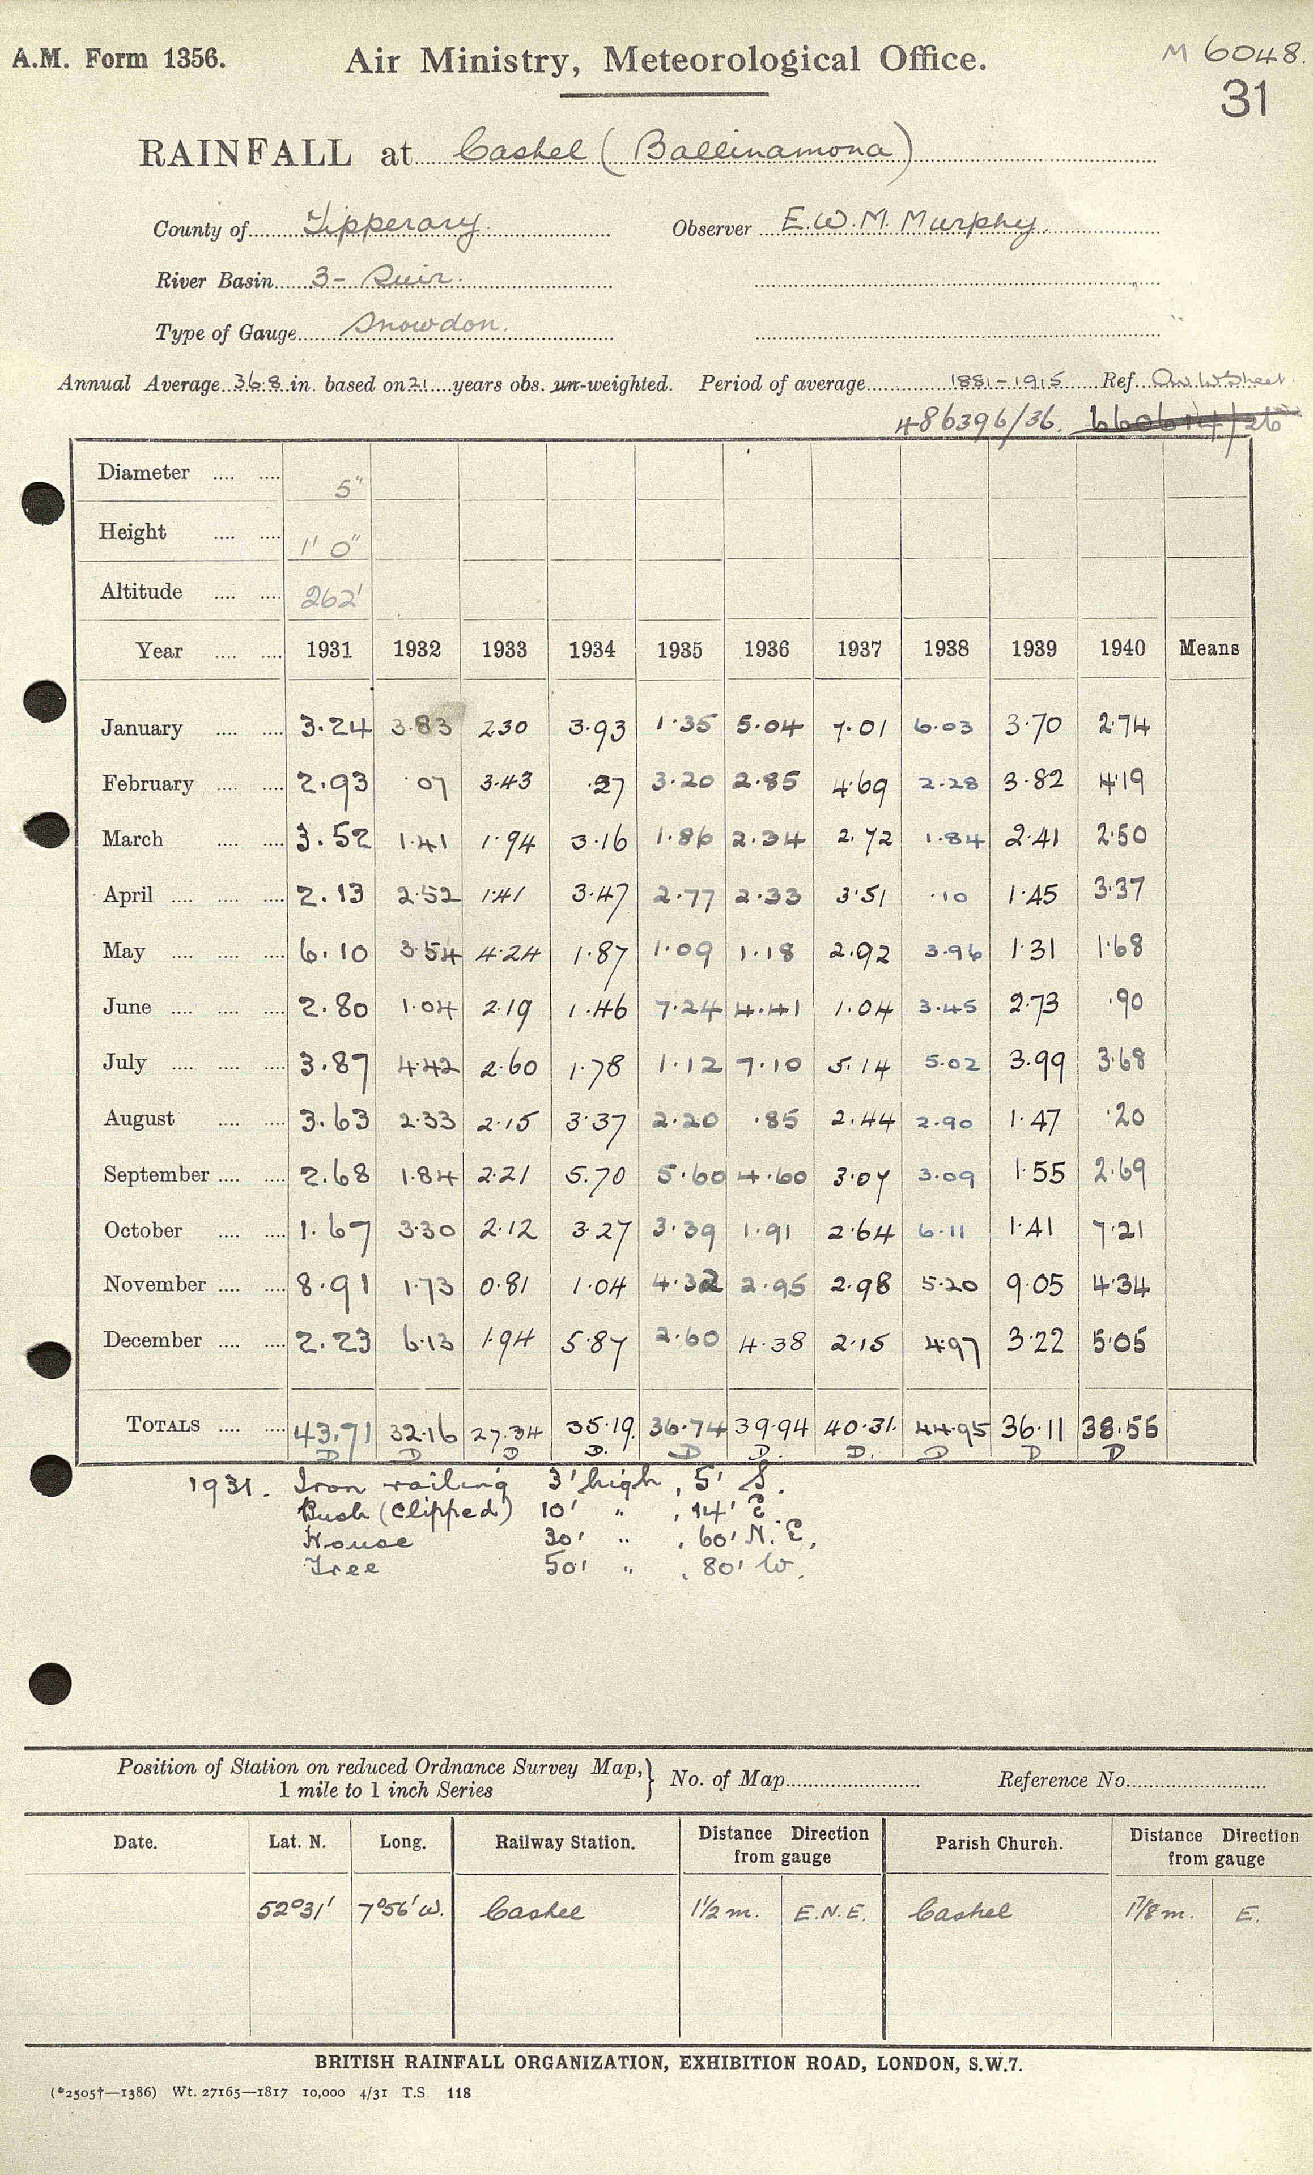 A.M. Form 1356.
Air Ministry, Meteorological Office.
M 6048.
31
RAINFALL at Cashel (Ballinamona)
County of Tipperary. Observer E.W.M. Murphy.
River Basin 3- Suir.
Type of Gauge Snowdon.
Annual Average 36.8 in. based on 21 years obs. un-weighted. Period of average 1881-1915 Ref.
486396/36.
Diameter 5"
Height 1' 0"
Altitude 262'
Year 1931 1932 1933 1934 1935 1936 1937 1938 1939 1940 Means
January 3.24 3.83 2.30 3.93 1.35 5.04 7.01 6.03 3.70 2.74
February 2.93 .07 3.43 .27 3.20 2.85 4.69 2.28 3.82 4.19
March 3.52 1.41 1.94 3.16 1.86 2.34 2.72 1.84 2.41 2.50
April 2.13 2.52 1.41 3.47 2.77 2.33 3.51 .10 1.45 3.37
May 6.10 3.54 4.24 1.87 1.09 1.18 2.92 3.96 1.31 1.68
June 2.80 1.04 2.19 1.46 7.24 4.41 1.04 3.45 2.73 .90
July 3.87 4.42 2.60 1.78 1.12 7.10 5.14 5.02 3.99 3.68
August 3.63 2.33 2.15 3.37 2.20 .85 2.44 2.90 1.47 .20
September 2.68 1.84 2.21 5.70 5.60 4.60 3.07 3.09 1.55 2.69
October 1.67 3.30 2.12 3.27 3.39 1.91 2.64 6.11 1.41 7.21
November 8.91 1.73 0.81 1.04 4.32 2.95 2.98 5.20 9.05 4.34
December 2.23 6.13 1.94 5.87 2.60 4.38 2.15 4.97 3.22 5.05
TOTALS 43.71 32.16 27.34 35.19 36.74 39.94 40.31 44.95 36.11 38.55
D D D D. D D. D. D D D
1931. Iron railing 3' high, 5' S.
Bush (Clipped) 10' " , 14' E.
House 30' " , 60' N.E.
Tree 50' " , 80' W.
Position of Station on reduced Ordnance Survey Map, 1 mile to 1 inch Series } No. of Map Reference No.
Date. Lat. N. Long. Railway Station. Distance Direction from gauge Parish Church. Distance Direction from gauge
52°31' 7°56' W. Cashel 1½ m. E.N.E. Cashel 1⅞ m. E.
BRITISH RAINFALL ORGANIZATION, EXHIBITION ROAD, LONDON, S.W.7.
(*2505†—1386) Wt. 27165—1817 10,000 4/31 T.S. 118